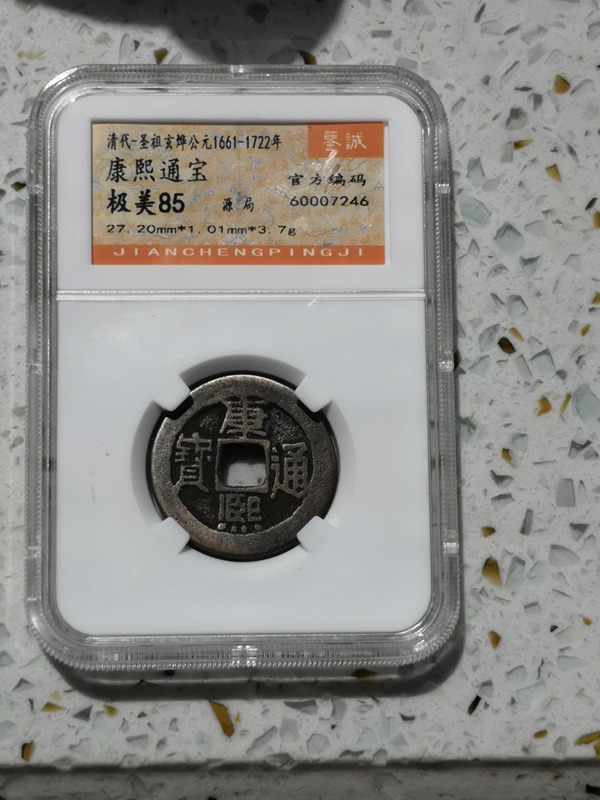 清代-圣祖玄烨公元1661-1722年
康熙通宝
极美85 源局
27.20mm*1.01mm*3.7g
鉴诚
官方编码
60007246
JIANCHENGPINGJI
康熙通寳